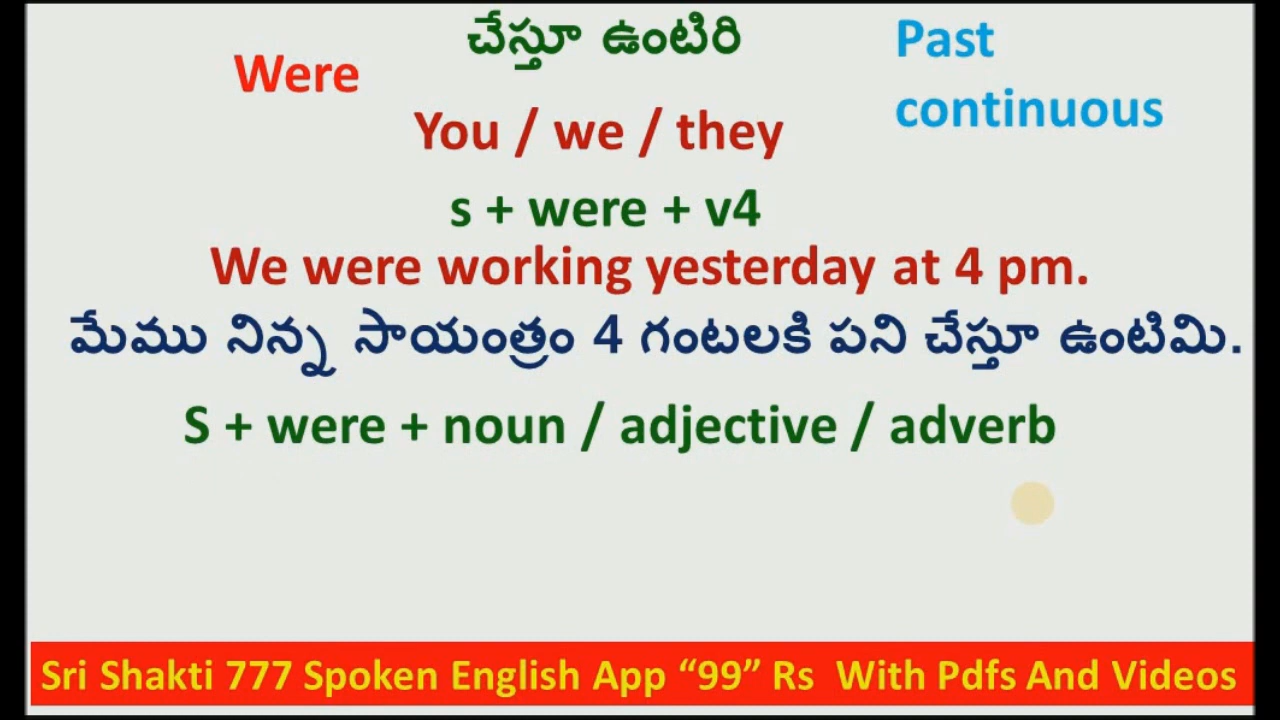 చేస్తూ ఉంటిరి
Past
continuous
Were
You / we / they
s + were + v4
We were working yesterday at 4 pm.
మేము నిన్న సాయంత్రం 4 గంటలకి పని చేస్తూ ఉంటిమి.
S + were + noun / adjective / adverb
Sri Shakti 777 Spoken English App “99” Rs With Pdfs And Videos